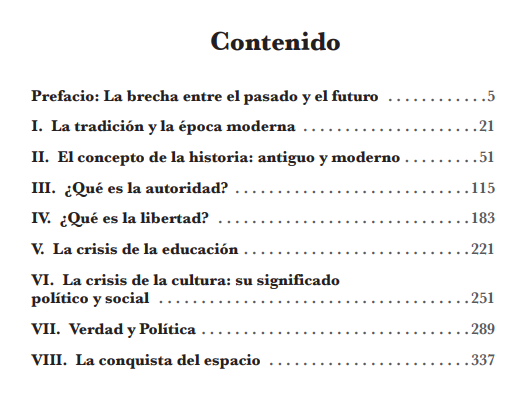 Contenido
Prefacio: La brecha entre el pasado y el futuro . . . . . . . . . . . . 5
I. La tradición y la época moderna . . . . . . . . . . . . . . . . . . . . . 21
II. El concepto de la historia: antiguo y moderno . . . . . . . . . 51
III. ¿Qué es la autoridad? . . . . . . . . . . . . . . . . . . . . . . . . . . . . 115
IV. ¿Qué es la libertad? . . . . . . . . . . . . . . . . . . . . . . . . . . . . . . 183
V. La crisis de la educación . . . . . . . . . . . . . . . . . . . . . . . . . . . 221
VI. La crisis de la cultura: su significado
político y social . . . . . . . . . . . . . . . . . . . . . . . . . . . . . . . . . . . . . 251
VII. Verdad y Política . . . . . . . . . . . . . . . . . . . . . . . . . . . . . . . . 289
VIII. La conquista del espacio . . . . . . . . . . . . . . . . . . . . . . . . 337